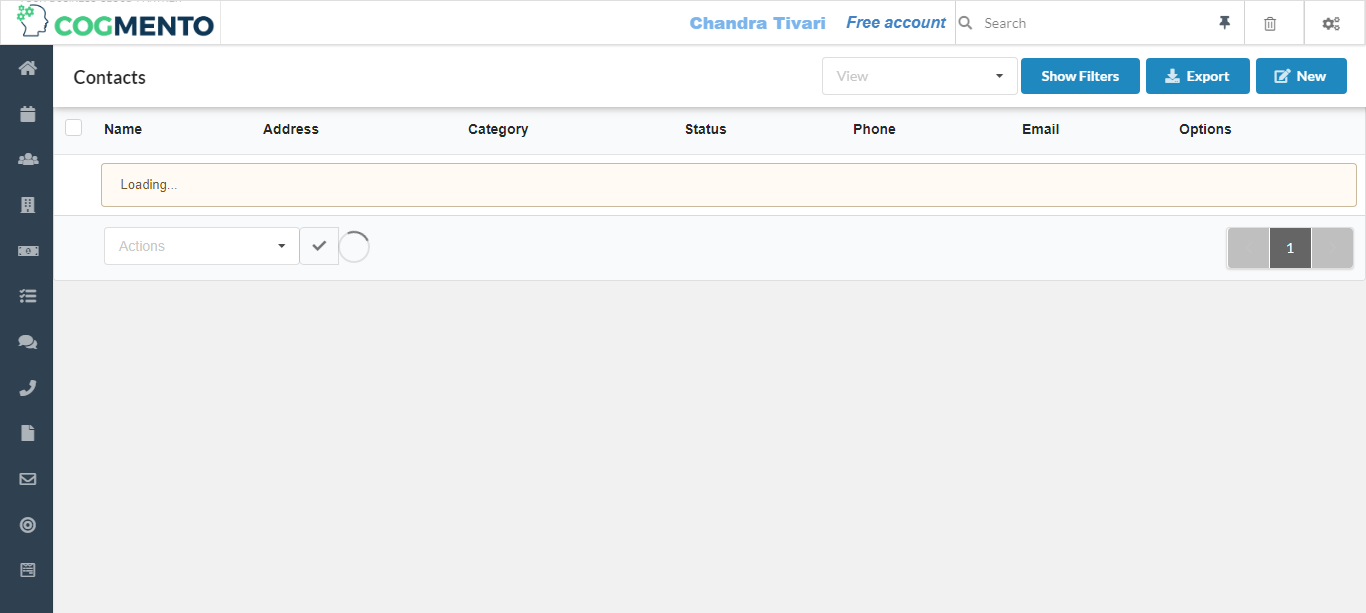 COGMENTO
Chandra Tivari
Free account
Search
Contacts
View
Show Filters
Export
New
Name Address Category Status Phone Email Options
Loading...
Actions
1